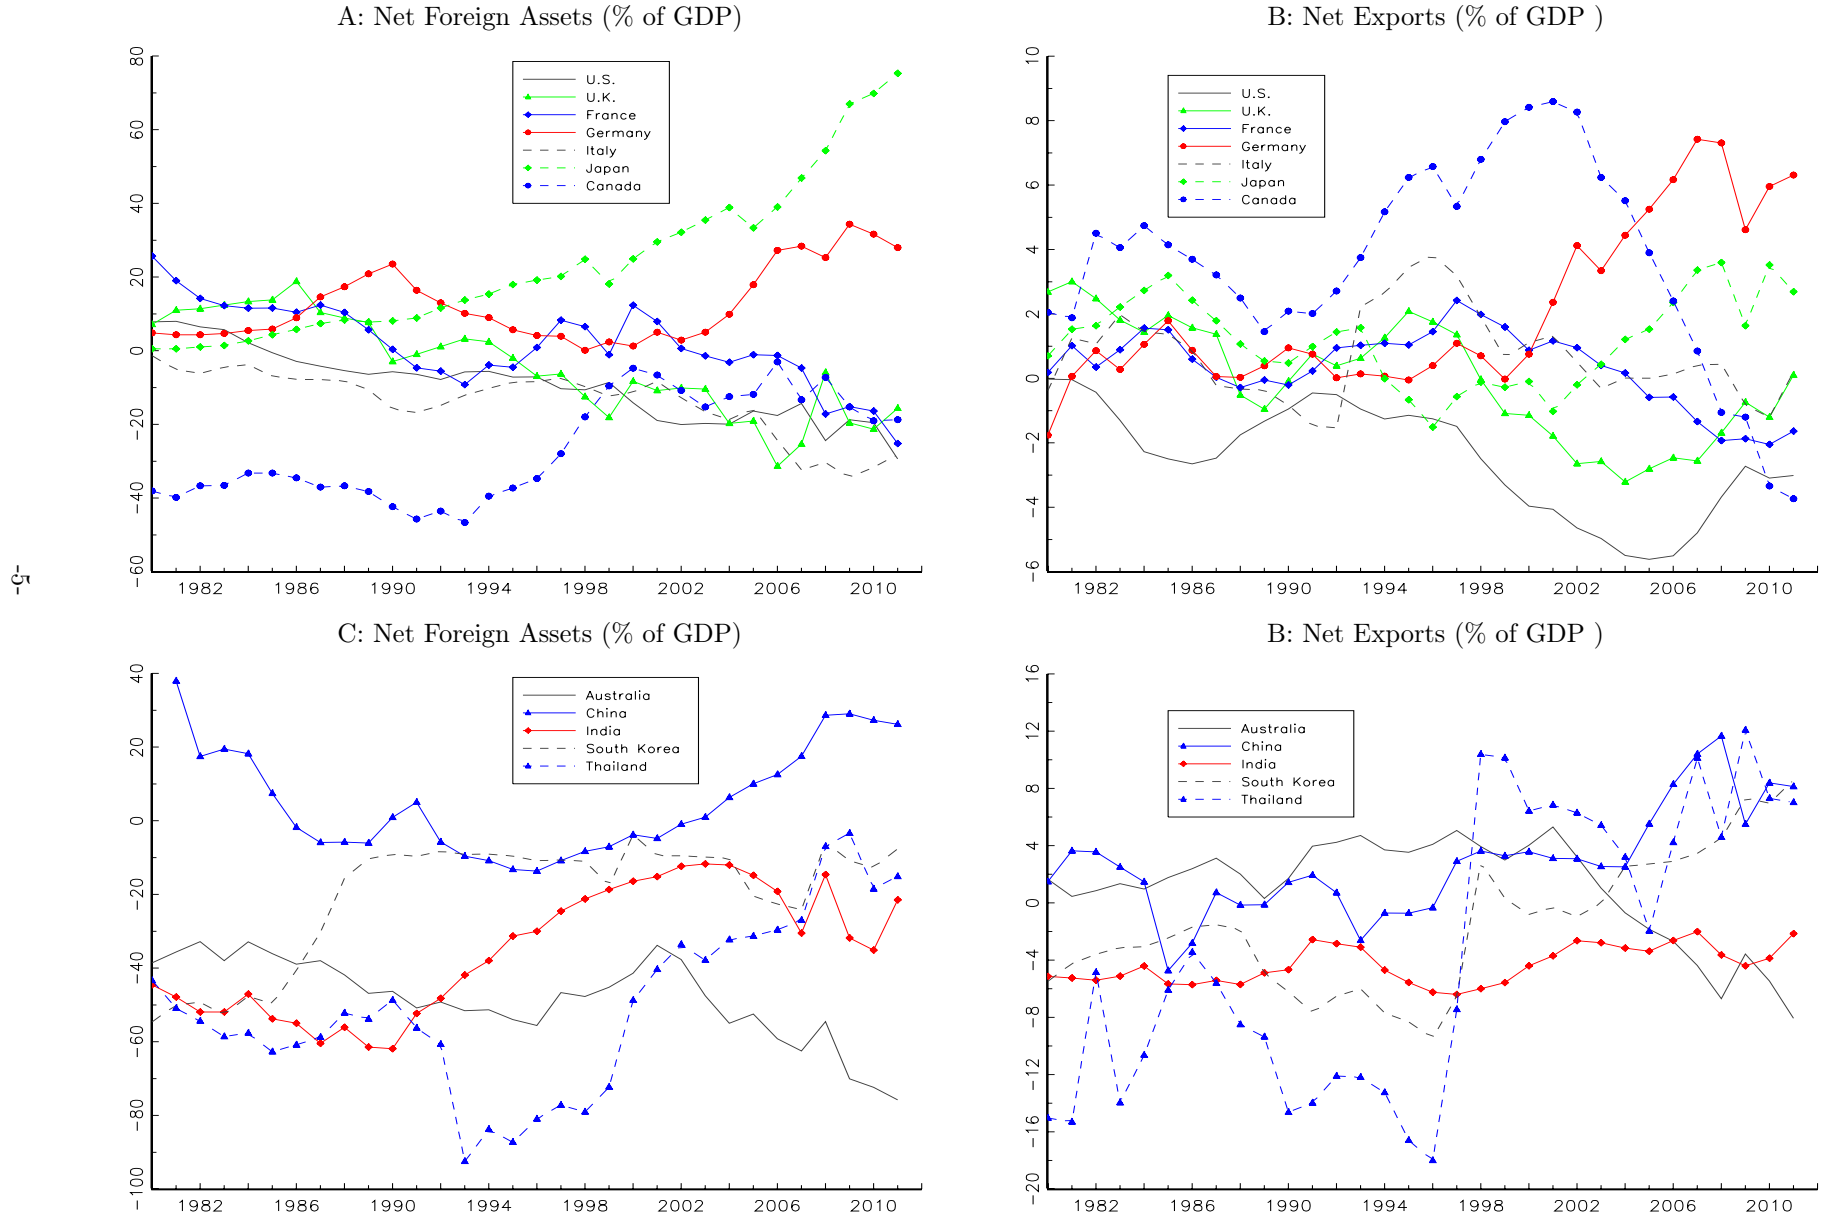 A: Net Foreign Assets (% of GDP)
80
60
40
20
0
−20
−40
−60
U.S.
U.K.
France
Germany
Italy
Japan
Canada
1982 1986 1990 1994 1998 2002 2006 2010
B: Net Exports (% of GDP )
10
8
6
4
2
0
−2
−4
−6
U.S.
U.K.
France
Germany
Italy
Japan
Canada
1982 1986 1990 1994 1998 2002 2006 2010
-5-
C: Net Foreign Assets (% of GDP)
40
20
0
−20
−40
−60
−80
−100
Australia
China
India
South Korea
Thailand
1982 1986 1990 1994 1998 2002 2006 2010
B: Net Exports (% of GDP )
16
12
8
4
0
−4
−8
−12
−16
−20
Australia
China
India
South Korea
Thailand
1982 1986 1990 1994 1998 2002 2006 2010